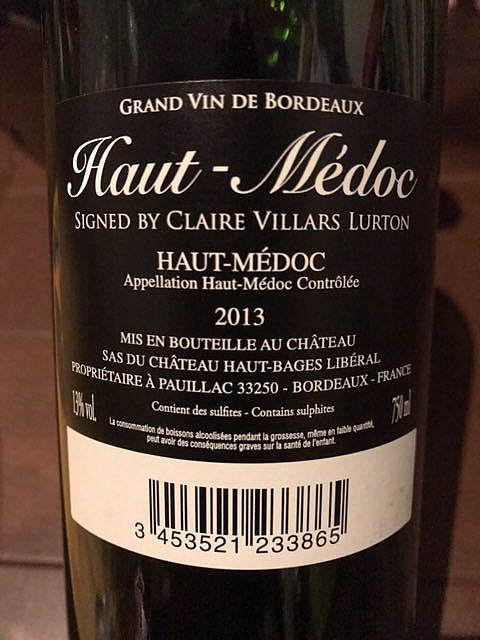 GRAND VIN DE BORDEAUX
Haut-Médoc
SIGNED BY CLAIRE VILLARS LURTON
HAUT-MÉDOC
Appellation Haut-Médoc Contrôlée
2013
MIS EN BOUTEILLE AU CHÂTEAU
SAS DU CHÂTEAU HAUT-BAGES LIBÉRAL
PROPRIÉTAIRE À PAUILLAC 33250 - BORDEAUX - FRANCE
13% vol.
Contient des sulfites - Contains sulphites
750 ml
La consommation de boissons alcoolisées pendant la grossesse, même en faible quantité,
peut avoir des conséquences graves sur la santé de l'enfant.
3 453521 233865